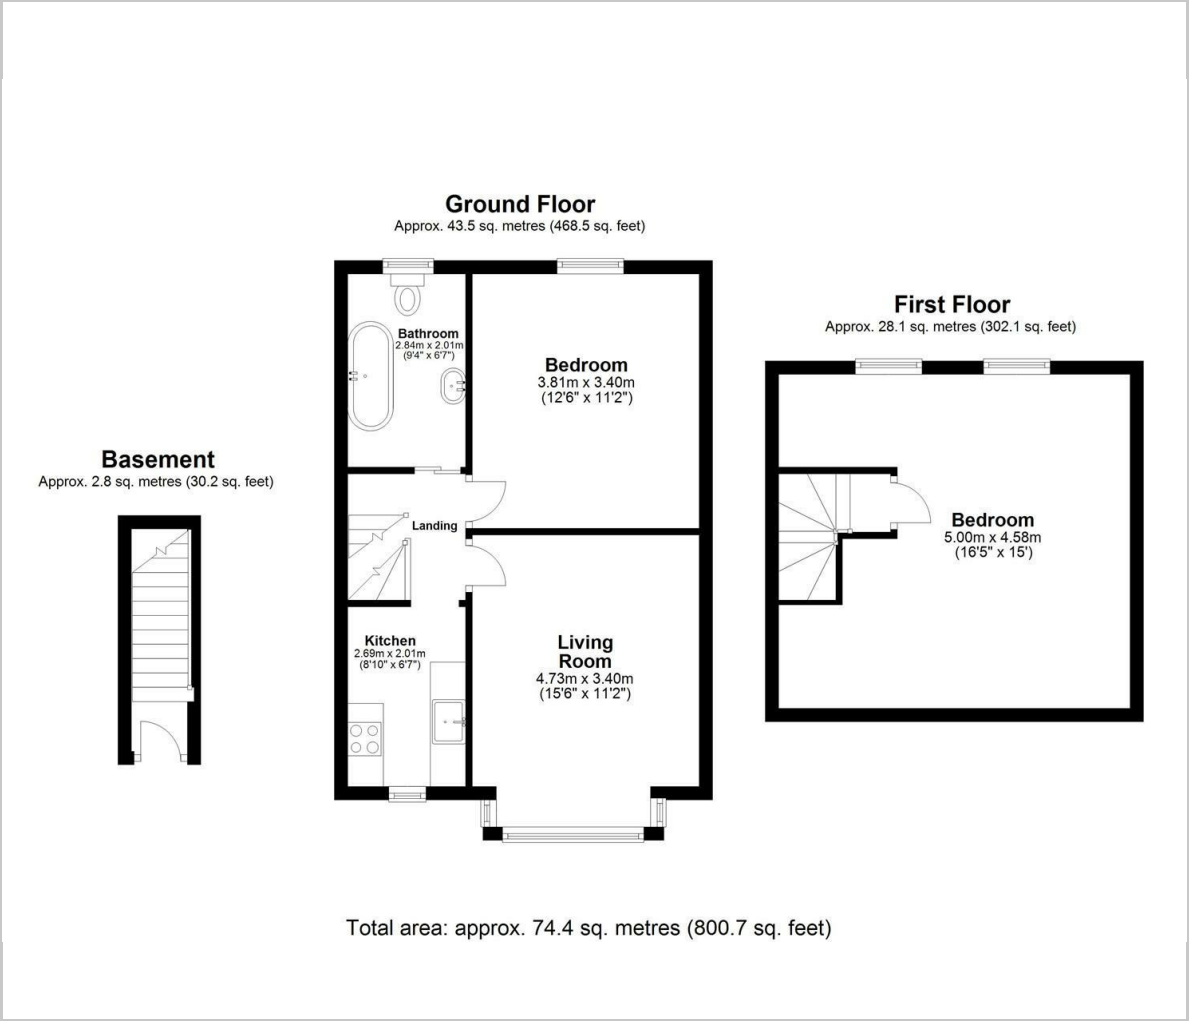 Ground Floor
Approx. 43.5 sq. metres (468.5 sq. feet)
Bathroom
2.84m x 2.01m
(9'4" x 6'7")
Bedroom
3.81m x 3.40m
(12'6" x 11'2")
Landing
Kitchen
2.69m x 2.01m
(8'10" x 6'7")
Living
Room
4.73m x 3.40m
(15'6" x 11'2")
First Floor
Approx. 28.1 sq. metres (302.1 sq. feet)
Bedroom
5.00m x 4.58m
(16'5" x 15')
Basement
Approx. 2.8 sq. metres (30.2 sq. feet)
Total area: approx. 74.4 sq. metres (800.7 sq. feet)